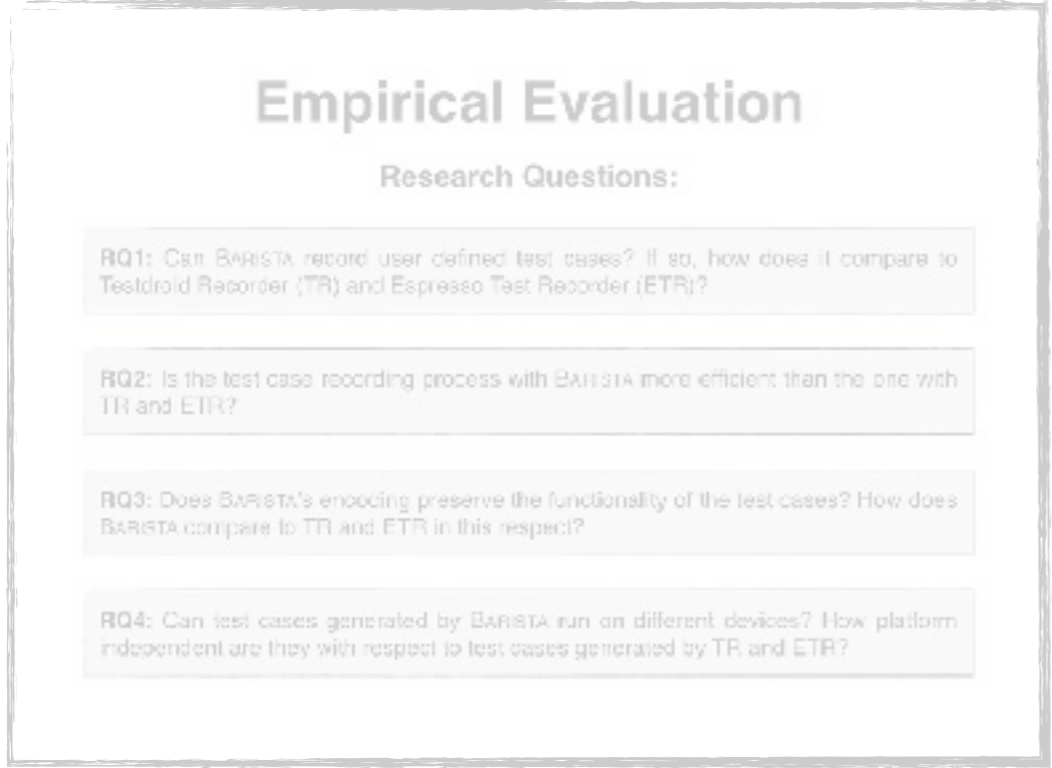 Empirical Evaluation
Research Questions:
RQ1: Can BARISTA record user defined test cases? If so, how does it compare to
Testdroid Recorder (TR) and Espresso Test Recorder (ETR)?
RQ2: Is the test case recording process with BARISTA more efficient than the one with
TR and ETR?
RQ3: Does BARISTA's encoding preserve the functionality of the test cases? How does
BARISTA compare to TR and ETR in this respect?
RQ4: Can test cases generated by BARISTA run on different devices? How platform
independent are they with respect to test cases generated by TR and ETR?